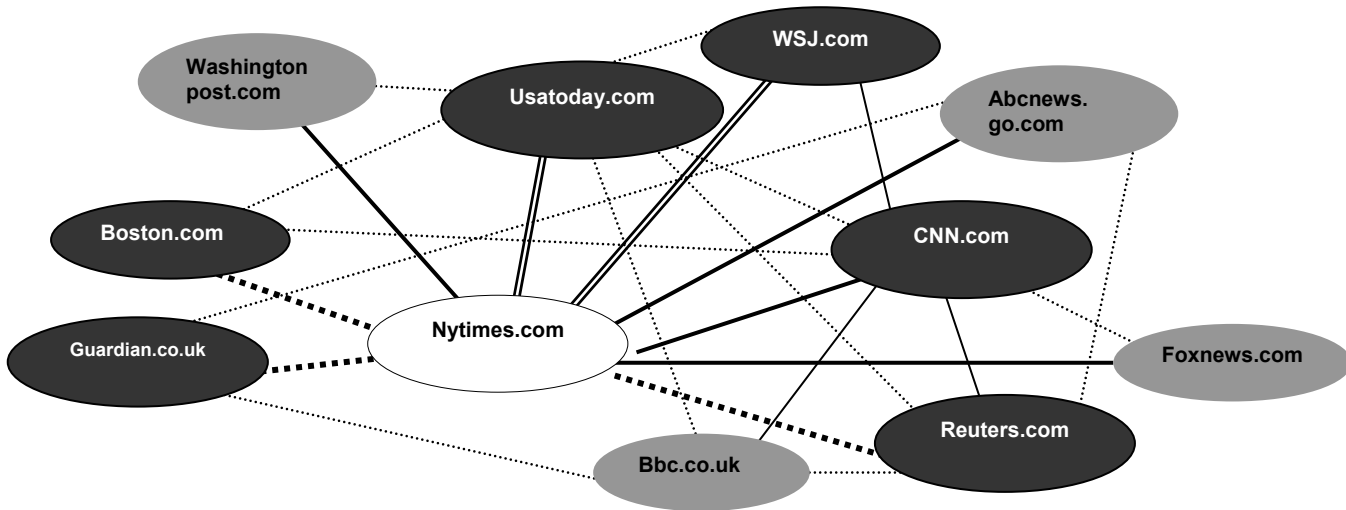 WSJ.com
Washington
post.com
Usatoday.com
Abcnews.
go.com
Boston.com
CNN.com
Nytimes.com
Guardian.co.uk
Foxnews.com
Reuters.com
Bbc.co.uk